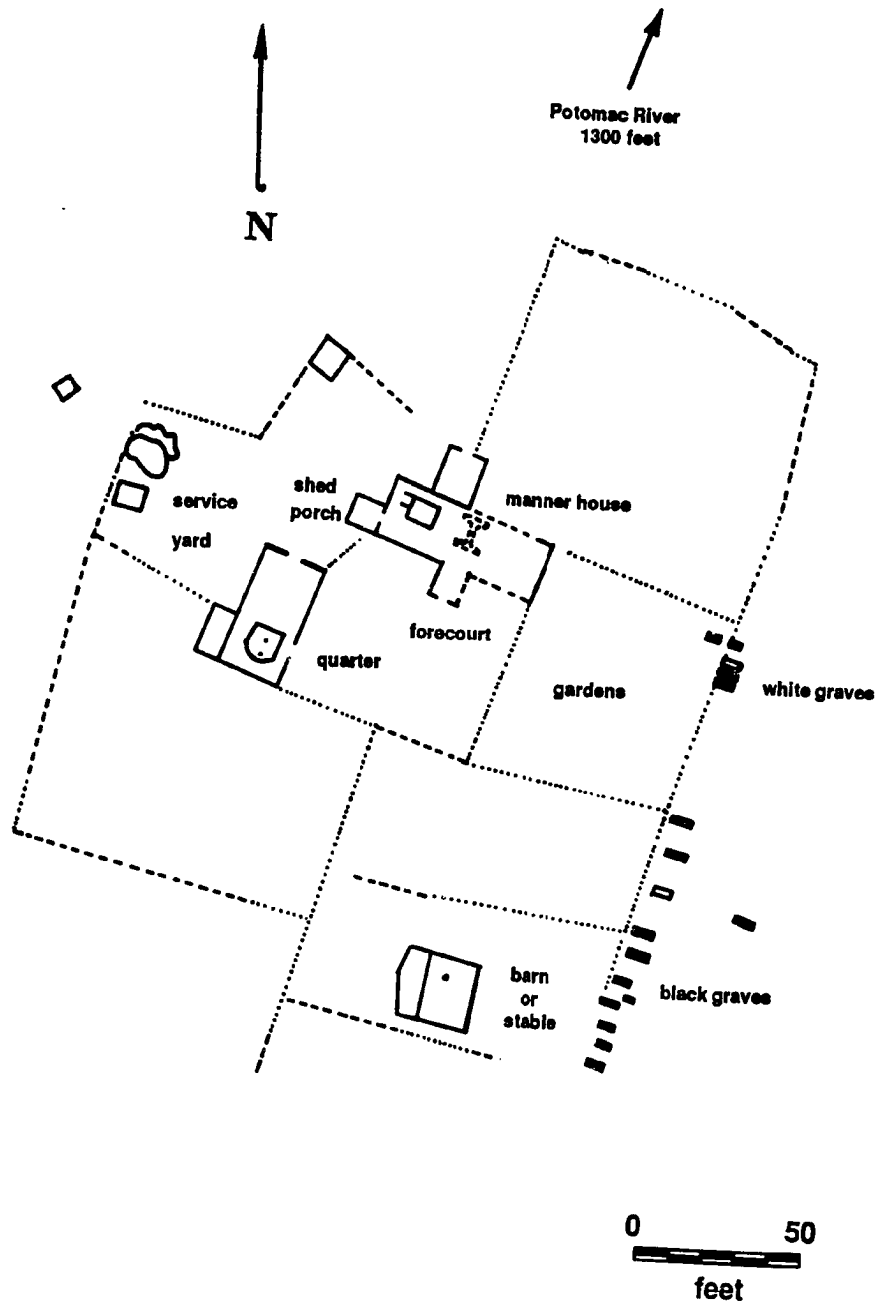 Potomac River
1300 feet
N
shed
porch
manner house
service
yard
forecourt
quarter
gardens
white graves
barn
or
stable
black graves
0 50
feet